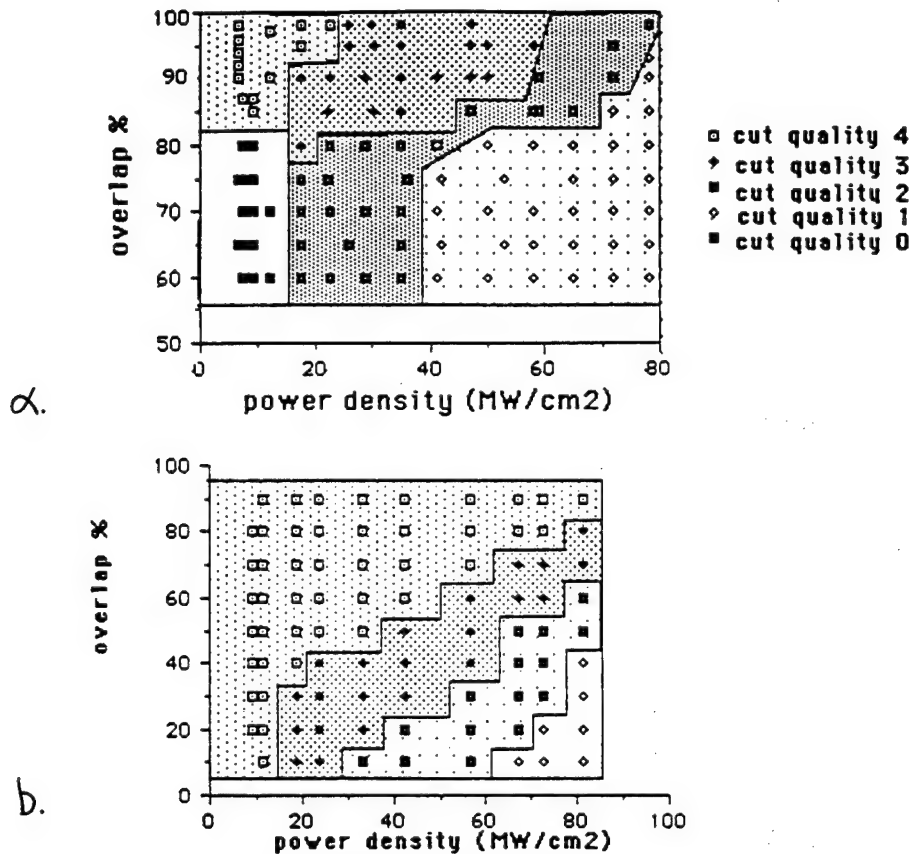 100
90
80
70
60
50
overlap %
0
20
40
60
80
power density (MW/cm2)
cut quality 4
cut quality 3
cut quality 2
cut quality 1
cut quality 0
α.
100
80
60
40
20
0
overlap %
0
20
40
60
80
100
power density (MW/cm2)
b.